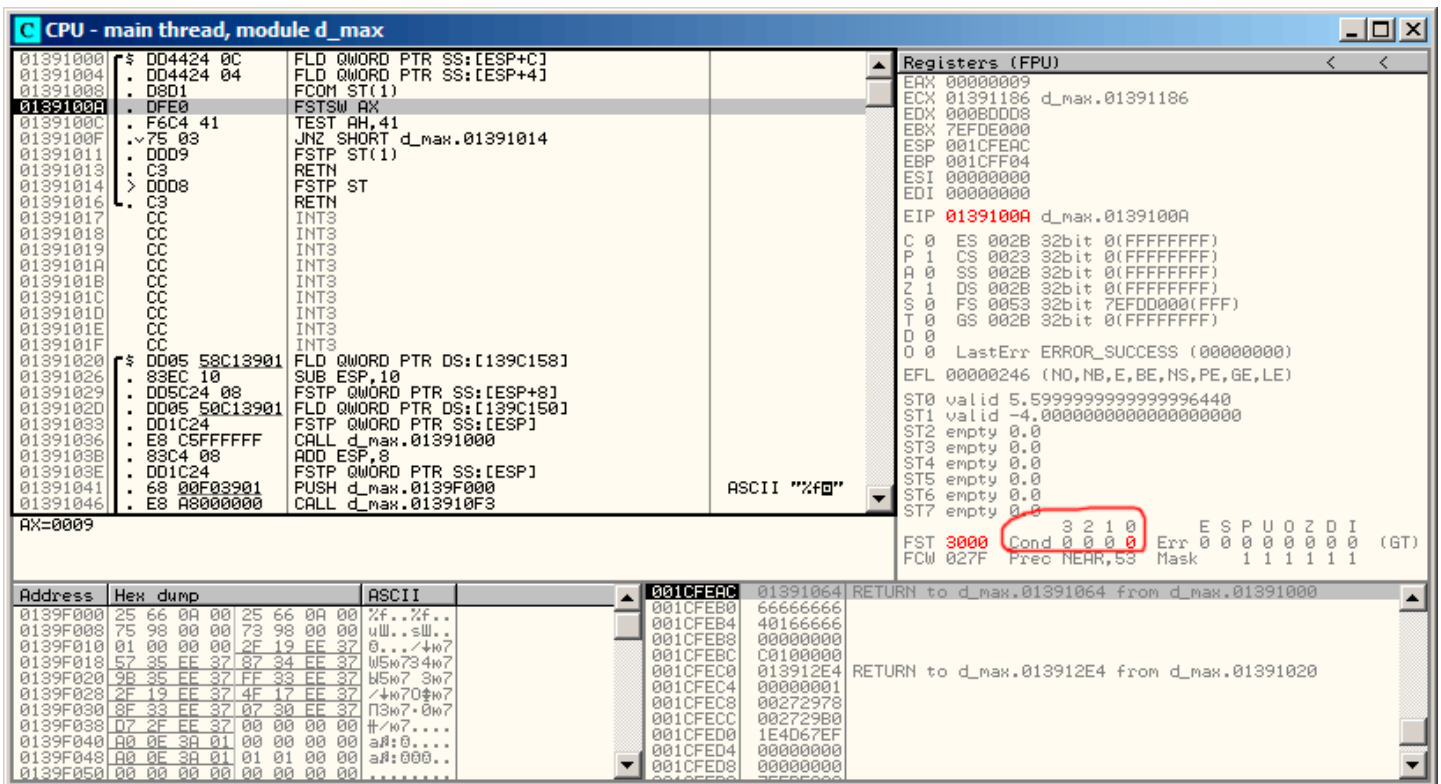 C CPU - main thread, module d_max
01391000 $ DD4424 0C FLD QWORD PTR SS:[ESP+C]
01391004 . DD4424 04 FLD QWORD PTR SS:[ESP+4]
01391008 . D8D1 FCOM ST(1)
0139100A . DFE0 FSTSW AX
0139100C . F6C4 41 TEST AH,41
0139100F .v75 03 JNZ SHORT d_max.01391014
01391011 . DDD9 FSTP ST(1)
01391013 . C3 RETN
01391014 > DDD8 FSTP ST
01391016 . C3 RETN
01391017 CC INT3
01391018 CC INT3
01391019 CC INT3
0139101A CC INT3
0139101B CC INT3
0139101C CC INT3
0139101D CC INT3
0139101E CC INT3
0139101F CC INT3
01391020 $ DD05 58C13901 FLD QWORD PTR DS:[139C158]
01391026 . 83EC 10 SUB ESP,10
01391029 . DD5C24 08 FSTP QWORD PTR SS:[ESP+8]
0139102D . DD05 50C13901 FLD QWORD PTR DS:[139C150]
01391033 . DD1C24 FSTP QWORD PTR SS:[ESP]
01391036 . E8 C5FFFFFF CALL d_max.01391000
0139103B . 83C4 08 ADD ESP,8
0139103E . DD1C24 FSTP QWORD PTR SS:[ESP]
01391041 . 68 00F03901 PUSH d_max.0139F000 ASCII "%f◙"
01391046 . E8 A8000000 CALL d_max.013910F3
AX=0009
Registers (FPU) < <
EAX 00000009
ECX 01391186 d_max.01391186
EDX 000BDDD8
EBX 7EFDE000
ESP 001CFEAC
EBP 001CFF04
ESI 00000000
EDI 00000000
EIP 0139100A d_max.0139100A
C 0 ES 002B 32bit 0(FFFFFFFF)
P 1 CS 0023 32bit 0(FFFFFFFF)
A 0 SS 002B 32bit 0(FFFFFFFF)
Z 1 DS 002B 32bit 0(FFFFFFFF)
S 0 FS 0053 32bit 7EFDD000(FFF)
T 0 GS 002B 32bit 0(FFFFFFFF)
D 0
O 0 LastErr ERROR_SUCCESS (00000000)
EFL 00000246 (NO,NB,E,BE,NS,PE,GE,LE)
ST0 valid 5.5999999999999996440
ST1 valid -4.0000000000000000000
ST2 empty 0.0
ST3 empty 0.0
ST4 empty 0.0
ST5 empty 0.0
ST6 empty 0.0
ST7 empty 0.0
3 2 1 0 E S P U O Z D I
FST 3000 Cond 0 0 0 0 Err 0 0 0 0 0 0 0 0 (GT)
FCW 027F Prec NEAR,53 Mask 1 1 1 1 1 1
Address Hex dump ASCII
0139F000 25 66 0A 00 25 66 0A 00 %f..%f..
0139F008 75 98 00 00 73 98 00 00 uШ..sШ..
0139F010 01 00 00 00 2F 19 EE 37
0139F018 57 35 EE 37 87 34 EE 37 W5ю7З4ю7
0139F020 9B 35 EE 37 FF 33 EE 37 Ы5ю7 3ю7
0139F028 2F 19 EE 37 4F 17 EE 37
0139F030 8F 33 EE 37 07 30 EE 37 П3ю7•0ю7
0139F038 D7 2F EE 37 00 00 00 00 ╫/ю7....
0139F040 A0 0E 3A 01 00 00 00 00
0139F048 A0 0E 3A 01 01 01 00 00
0139F050 00 00 00 00 00 00 00 00 ........
001CFEAC 01391064 RETURN to d_max.01391064 from d_max.01391000
001CFEB0 66666666
001CFEB4 40166666
001CFEB8 00000000
001CFEBC C0100000
001CFEC0 013912E4 RETURN to d_max.013912E4 from d_max.01391020
001CFEC4 00000001
001CFEC8 00272978
001CFECC 002729B0
001CFED0 1E4D67EF
001CFED4 00000000
001CFED8 00000000